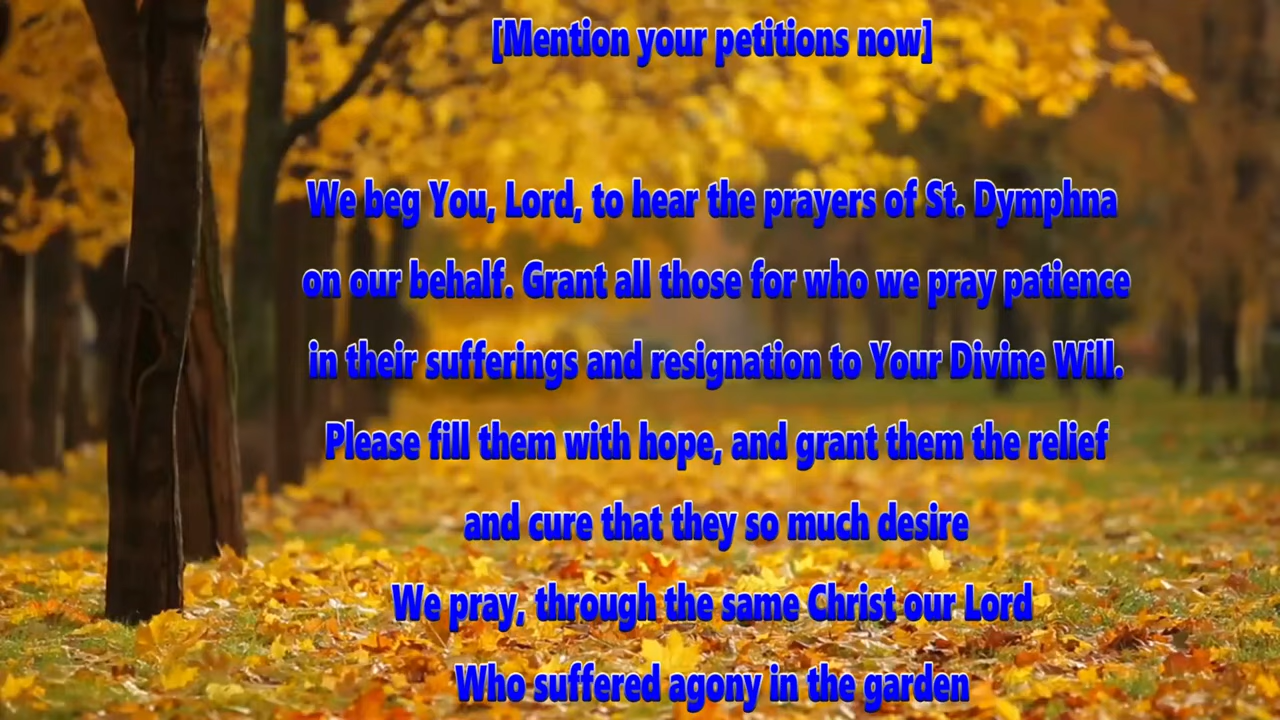 [Mention your petitions now]
We beg You, Lord, to hear the prayers of St. Dymphna
on our behalf. Grant all those for who we pray patience
in their sufferings and resignation to Your Divine Will.
Please fill them with hope, and grant them the relief
and cure that they so much desire
We pray, through the same Christ our Lord
Who suffered agony in the garden